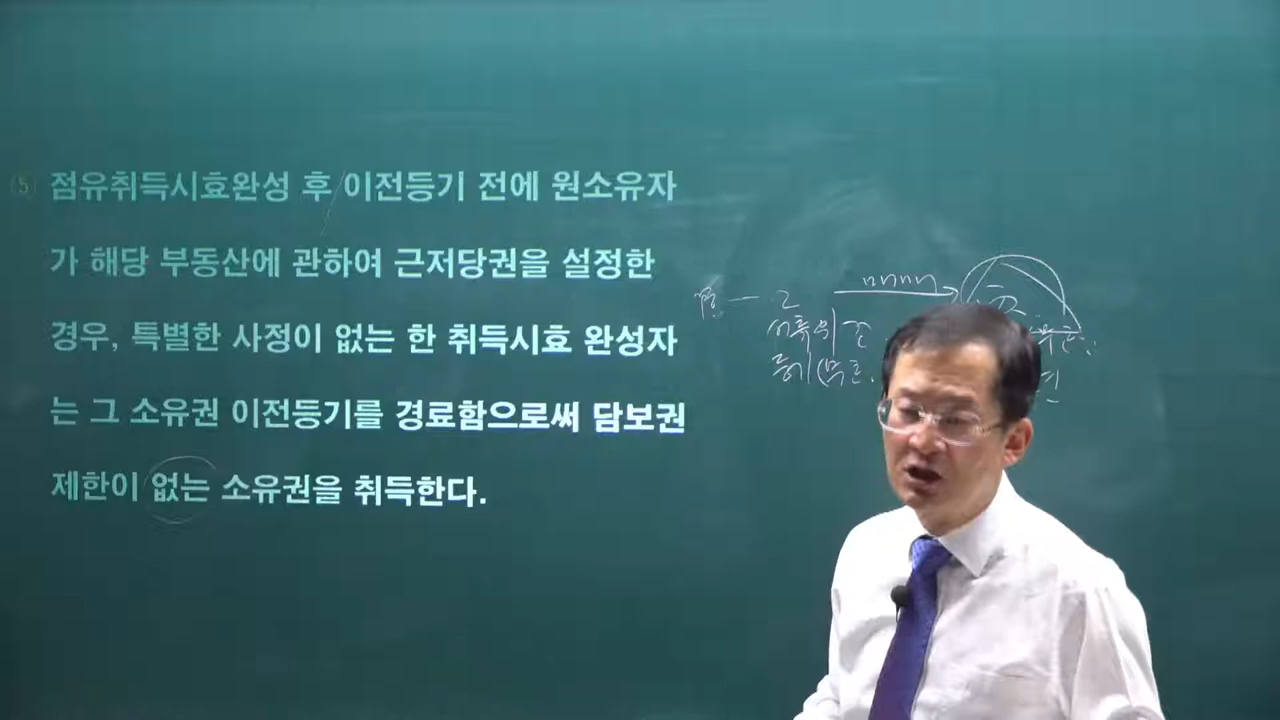 ⑤ 점유취득시효완성 후 이전등기 전에 원소유자
가 해당 부동산에 관하여 근저당권을 설정한
경우, 특별한 사정이 없는 한 취득시효 완성자
는 그 소유권 이전등기를 경료함으로써 담보권
제한이 없는 소유권을 취득한다.